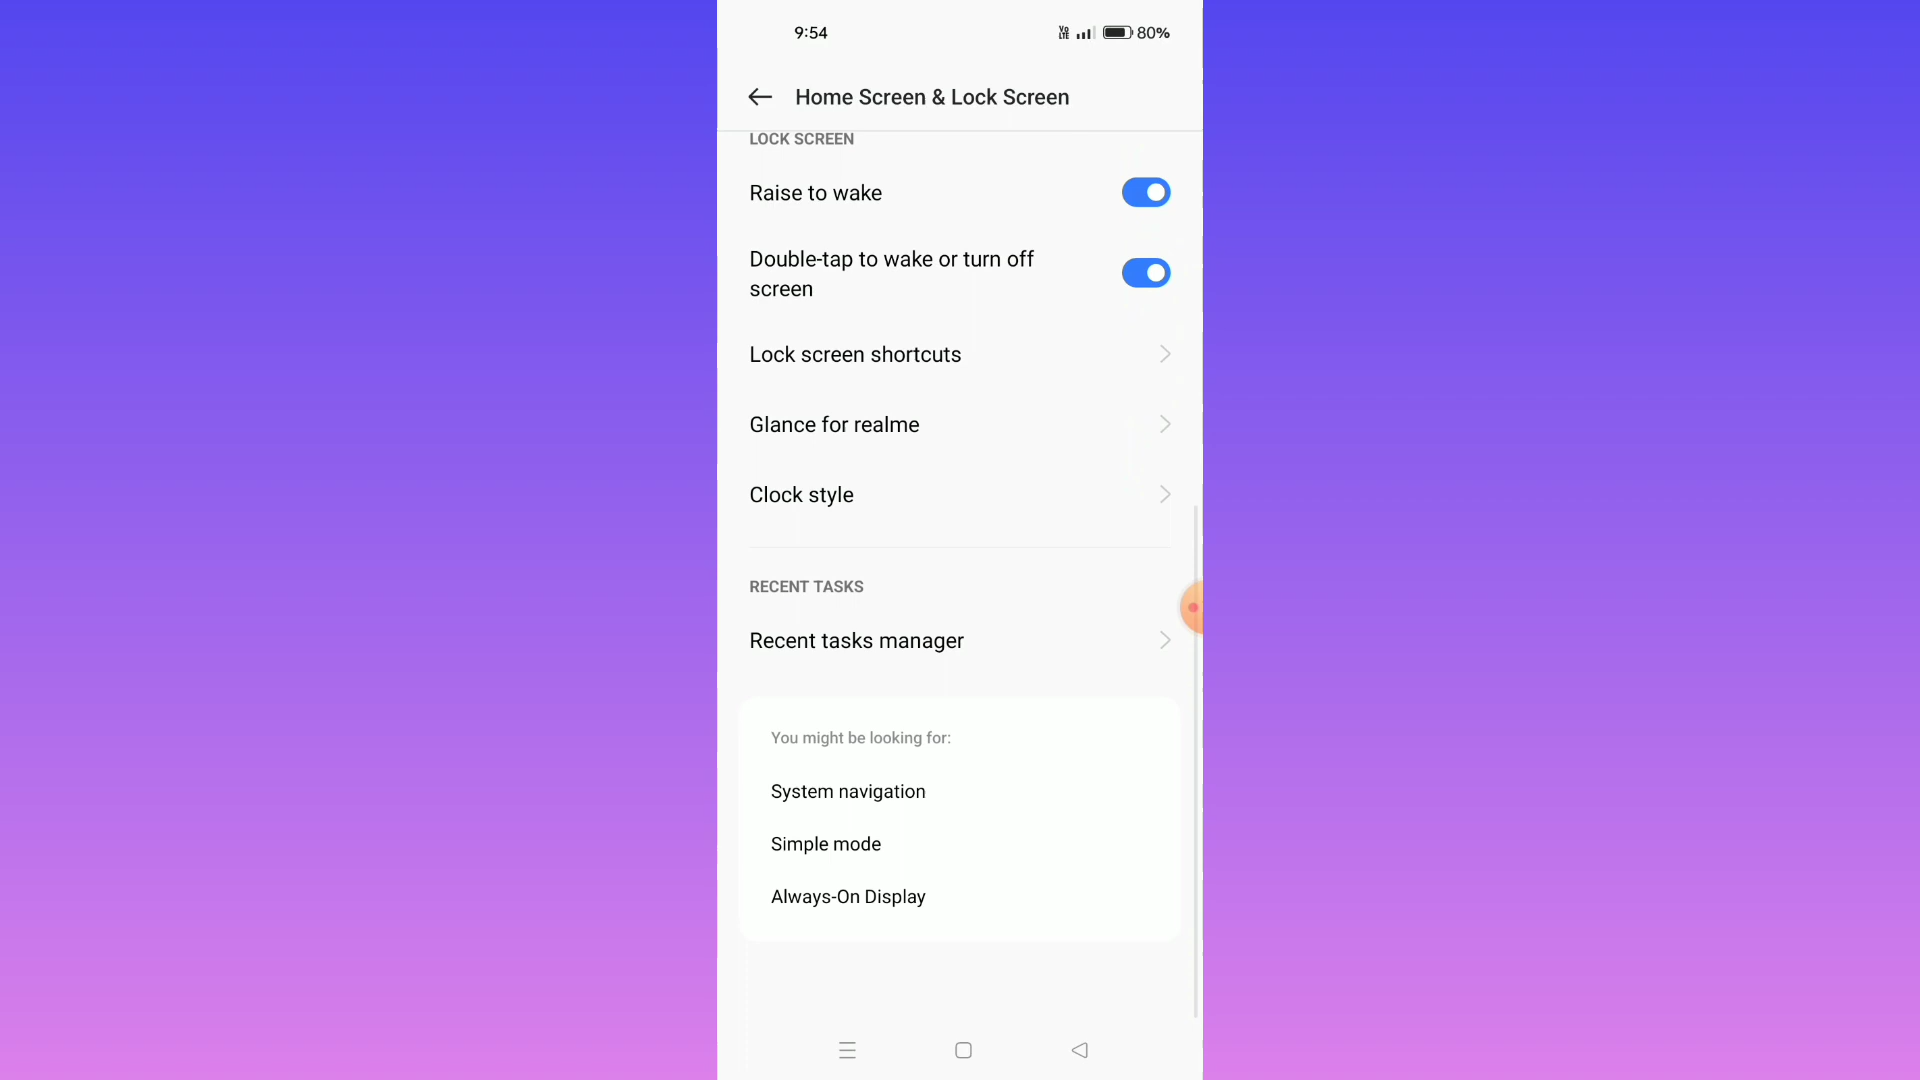 9:54
Vo LTE 80%
Home Screen & Lock Screen
LOCK SCREEN
Raise to wake
Double-tap to wake or turn off
screen
Lock screen shortcuts
Glance for realme
Clock style
RECENT TASKS
Recent tasks manager
You might be looking for:
System navigation
Simple mode
Always-On Display